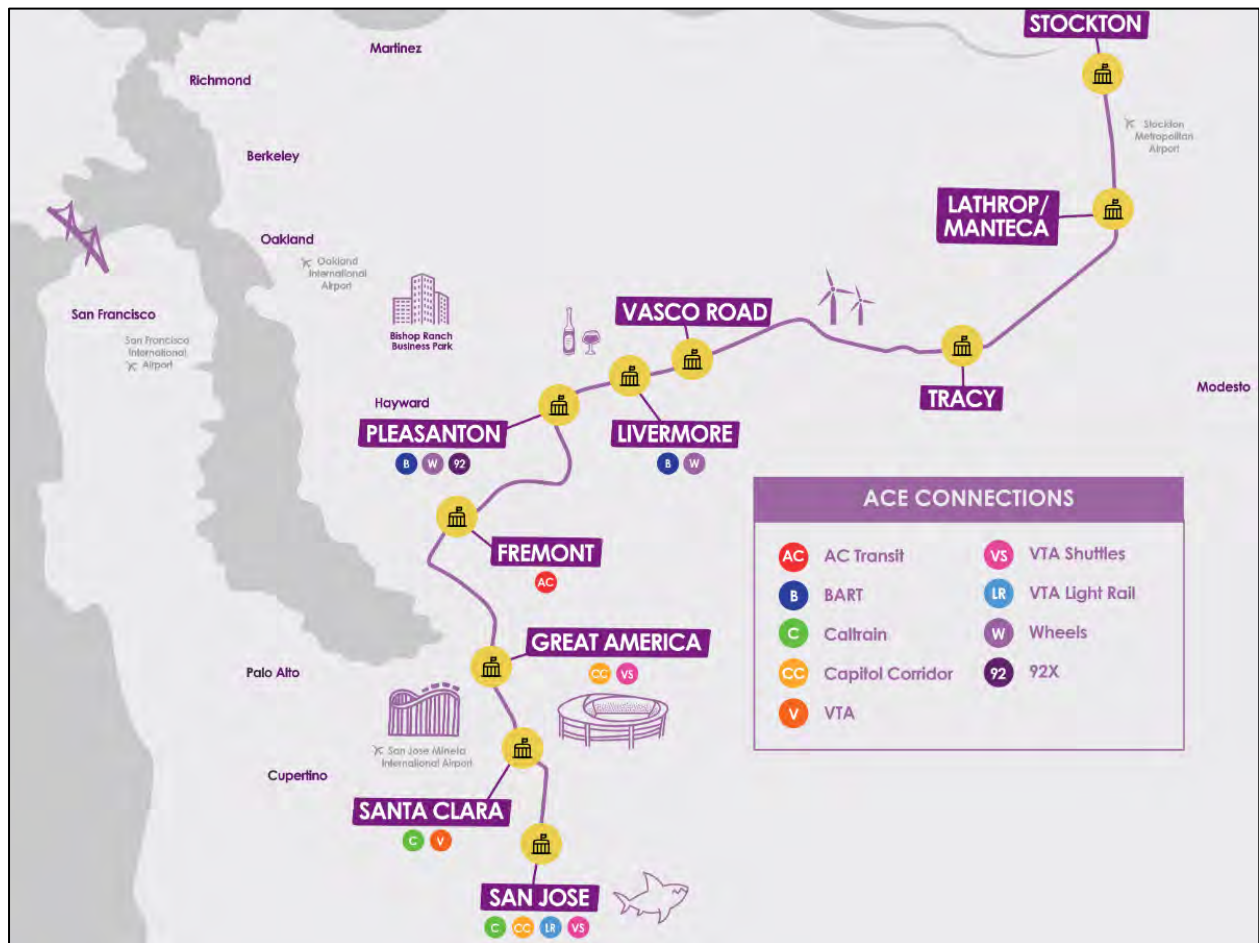 STOCKTON
Martinez
Richmond
Stockton
Metropolitan
Airport
Berkeley
LATHROP/
MANTECA
Oakland
Oakland
International
Airport
San Francisco
San Francisco
International
Airport
Bishop Ranch
Business Park
VASCO ROAD
TRACY
Modesto
Hayward
PLEASANTON
B W 92
LIVERMORE
B W
FREMONT
AC
GREAT AMERICA
CC VS
Palo Alto
San Jose Mineta
International Airport
Cupertino
SANTA CLARA
C V
SAN JOSE
C CC LR VS
ACE CONNECTIONS
AC AC Transit
B BART
C Caltrain
CC Capitol Corridor
V VTA
VS VTA Shuttles
LR VTA Light Rail
W Wheels
92 92X